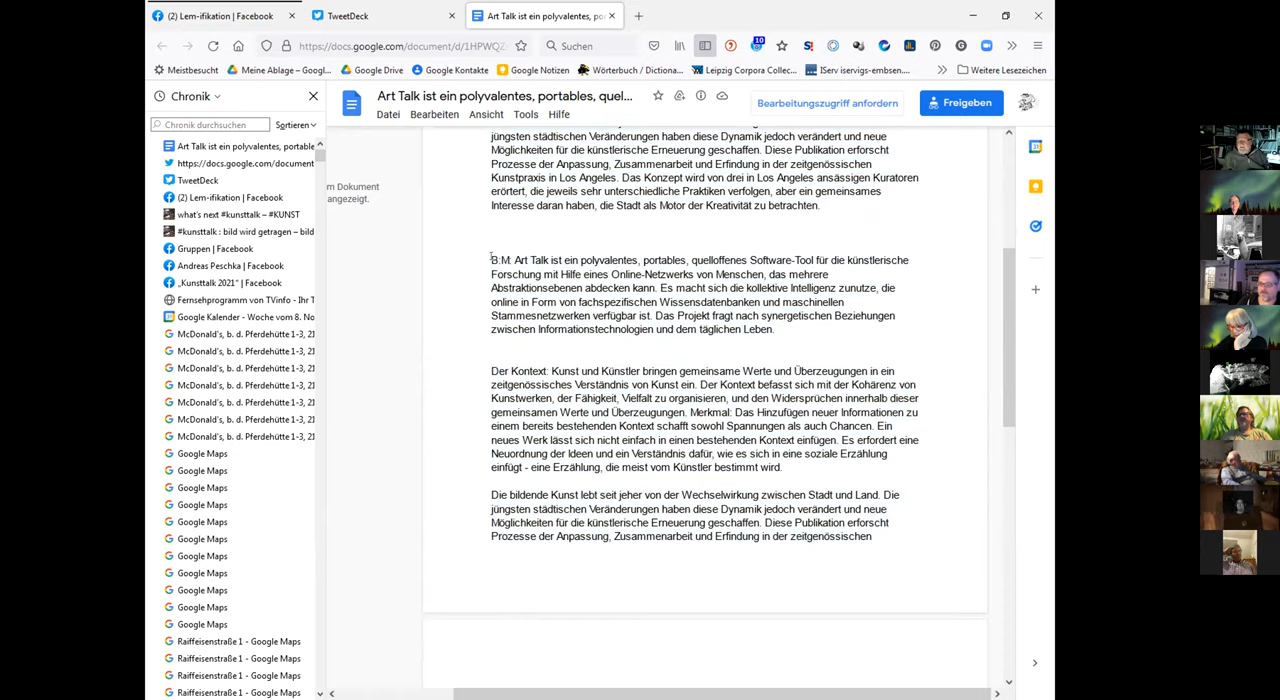 (2) Lem-ifikation | Facebook
TweetDeck
Art Talk ist ein polyvalentes, po
https://docs.google.com/document/d/1HPWQZ
Suchen
10
Meistbesucht
Meine Ablage – Googl...
Google Drive
Google Kontakte
Google Notizen
Wörterbuch / Dictiona...
Leipzig Corpora Collec...
IServ iservigs-embsen....
Weitere Lesezeichen
Chronik
Chronik durchsuchen
Sortieren
Art Talk ist ein polyvalentes, portable
https://docs.google.com/document
TweetDeck
(2) Lem-ifikation | Facebook
what's next #kunsttalk – #KUNST
#kunsttalk : bild wird getragen – bild
Gruppen | Facebook
Andreas Peschka | Facebook
„Kunsttalk 2021" | Facebook
Fernsehprogramm von TVinfo - Ihr T
Google Kalender - Woche vom 8. No
McDonald's, b. d. Pferdehütte 1-3, 21
McDonald's, b. d. Pferdehütte 1-3, 21
McDonald's, b. d. Pferdehütte 1-3, 21
McDonald's, b. d. Pferdehütte 1-3, 21
McDonald's, b. d. Pferdehütte 1-3, 21
McDonald's, b. d. Pferdehütte 1-3, 21
McDonald's, b. d. Pferdehütte 1-3, 21
Google Maps
Google Maps
Google Maps
Google Maps
Google Maps
Google Maps
Google Maps
Google Maps
Google Maps
Google Maps
Google Maps
Raiffeisenstraße 1 - Google Maps
Raiffeisenstraße 1 - Google Maps
Raiffeisenstraße 1 - Google Maps
Raiffeisenstraße 1 - Google Maps
Art Talk ist ein polyvalentes, portables, quel...
Datei Bearbeiten Ansicht Tools Hilfe
Bearbeitungszugriff anfordern
Freigeben
m Dokument
angezeigt.
jüngsten städtischen Veränderungen haben diese Dynamik jedoch verändert und neue
Möglichkeiten für die künstlerische Erneuerung geschaffen. Diese Publikation erforscht
Prozesse der Anpassung, Zusammenarbeit und Erfindung in der zeitgenössischen
Kunstpraxis in Los Angeles. Das Konzept wird von drei in Los Angeles ansässigen Kuratoren
erörtert, die jeweils sehr unterschiedliche Praktiken verfolgen, aber ein gemeinsames
Interesse daran haben, die Stadt als Motor der Kreativität zu betrachten.
B:M: Art Talk ist ein polyvalentes, portables, quelloffenes Software-Tool für die künstlerische
Forschung mit Hilfe eines Online-Netzwerks von Menschen, das mehrere
Abstraktionsebenen abdecken kann. Es macht sich die kollektive Intelligenz zunutze, die
online in Form von fachspezifischen Wissensdatenbanken und maschinellen
Stammesnetzwerken verfügbar ist. Das Projekt fragt nach synergetischen Beziehungen
zwischen Informationstechnologien und dem täglichen Leben.
Der Kontext: Kunst und Künstler bringen gemeinsame Werte und Überzeugungen in ein
zeitgenössisches Verständnis von Kunst ein. Der Kontext befasst sich mit der Kohärenz von
Kunstwerken, der Fähigkeit, Vielfalt zu organisieren, und den Widersprüchen innerhalb dieser
gemeinsamen Werte und Überzeugungen. Merkmal: Das Hinzufügen neuer Informationen zu
einem bereits bestehenden Kontext schafft sowohl Spannungen als auch Chancen. Ein
neues Werk lässt sich nicht einfach in einen bestehenden Kontext einfügen. Es erfordert eine
Neuordnung der Ideen und ein Verständnis dafür, wie es sich in eine soziale Erzählung
einfügt - eine Erzählung, die meist vom Künstler bestimmt wird.
Die bildende Kunst lebt seit jeher von der Wechselwirkung zwischen Stadt und Land. Die
jüngsten städtischen Veränderungen haben diese Dynamik jedoch verändert und neue
Möglichkeiten für die künstlerische Erneuerung geschaffen. Diese Publikation erforscht
Prozesse der Anpassung, Zusammenarbeit und Erfindung in der zeitgenössischen